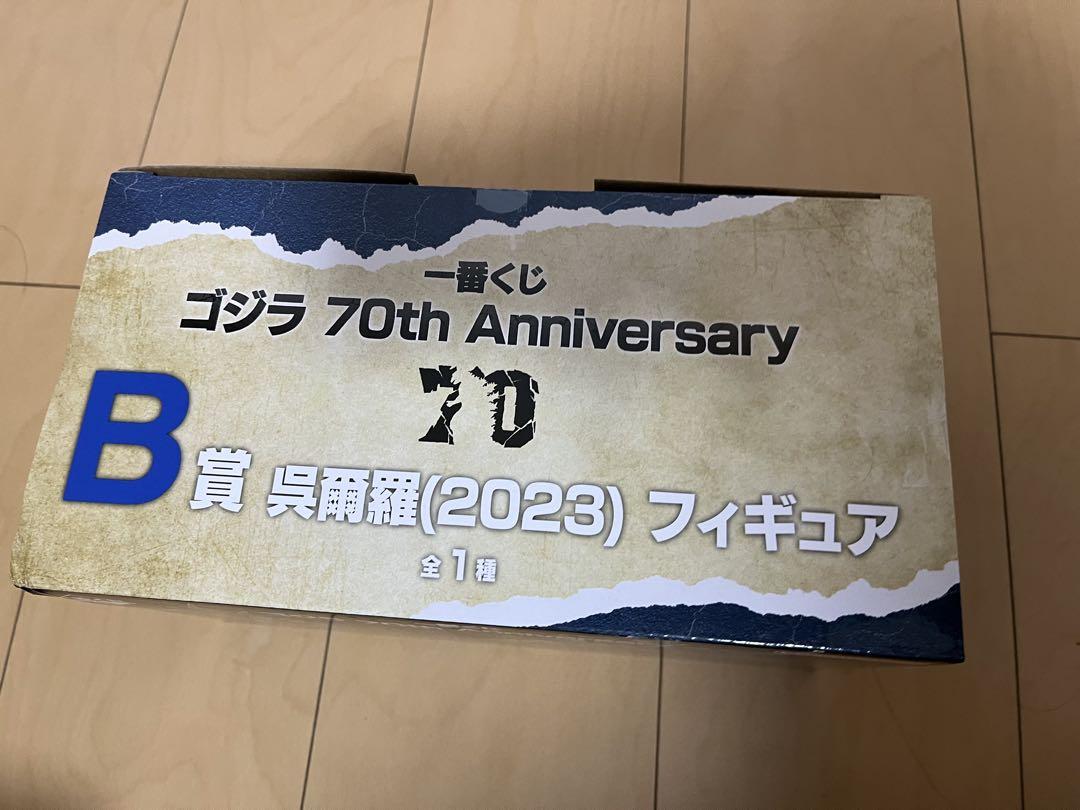 一番くじ
ゴジラ 70th Anniversary
70
B賞 呉爾羅(2023) フィギュア
全1種